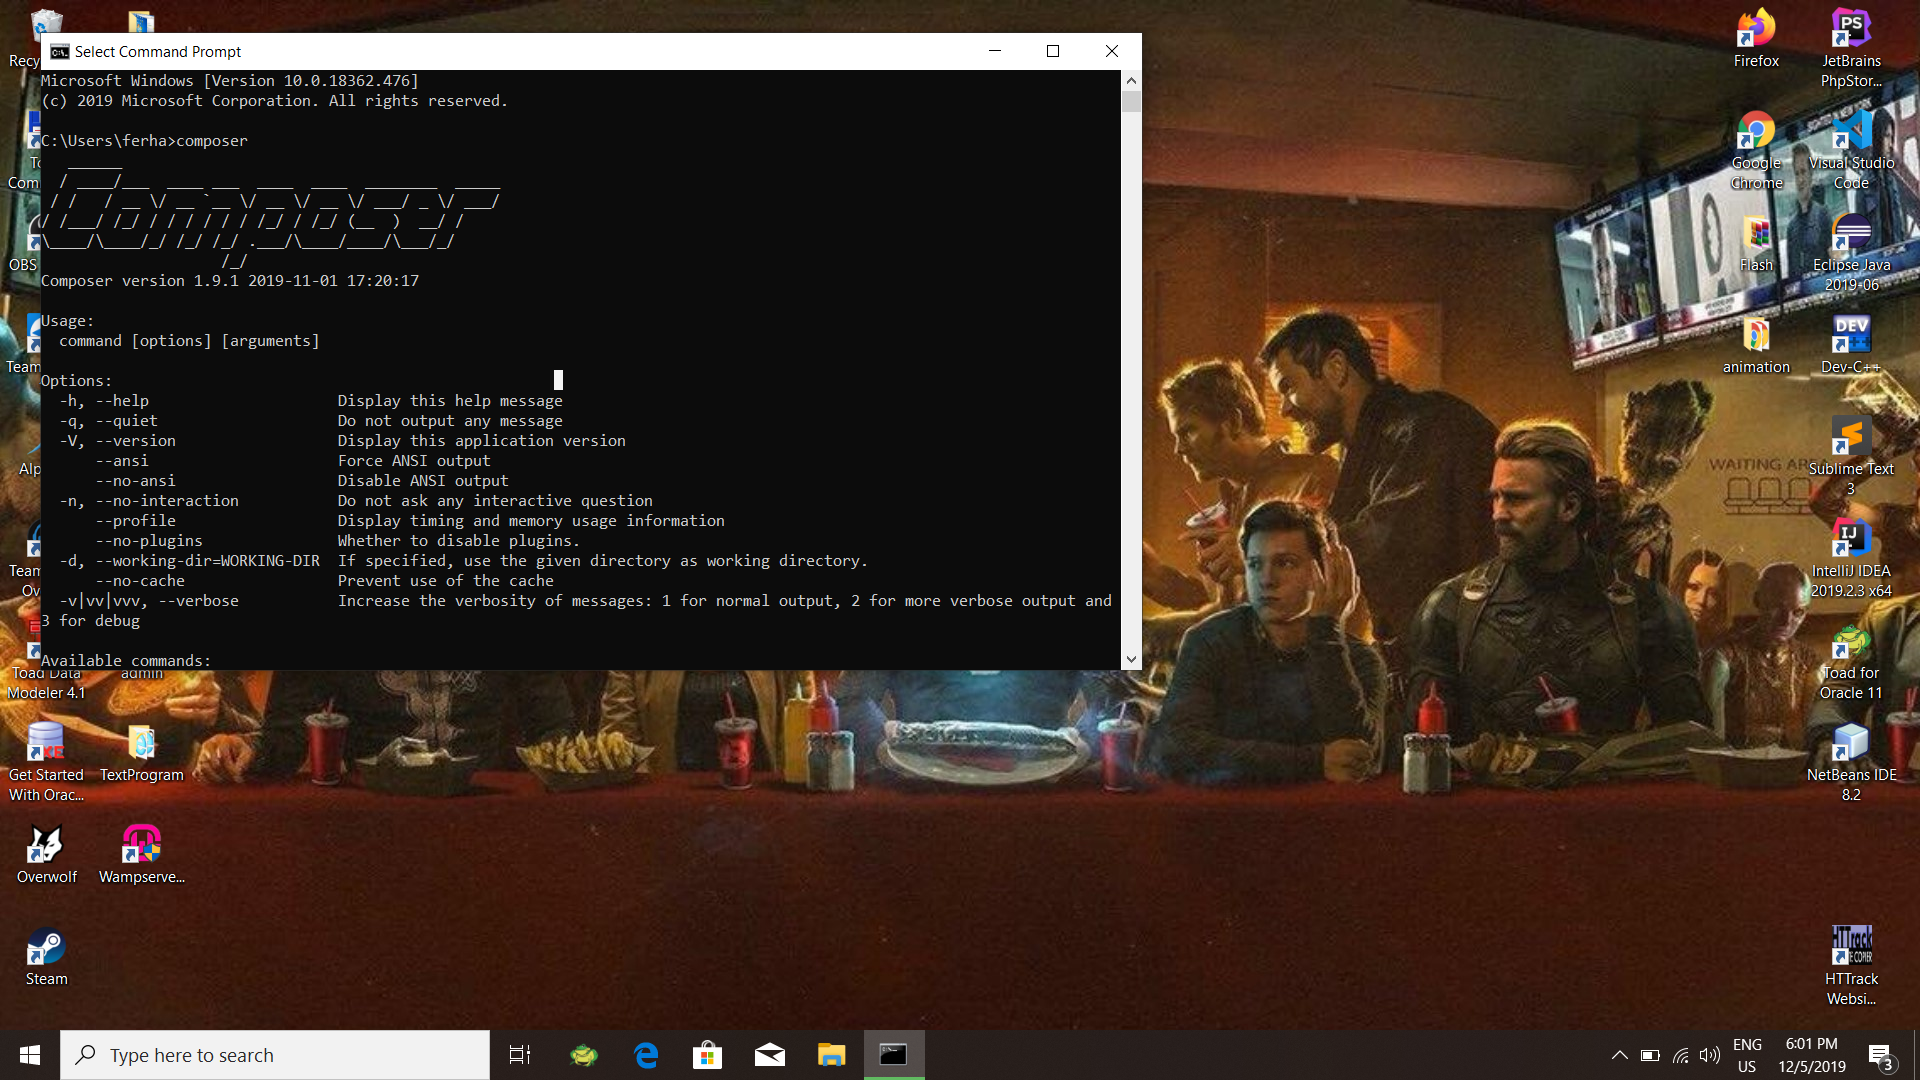 Select Command Prompt
Microsoft Windows [Version 10.0.18362.476]
(c) 2019 Microsoft Corporation. All rights reserved.
C:\Users\ferha>composer
Composer
Composer version 1.9.1 2019-11-01 17:20:17
Usage:
command [options] [arguments]
Options:
-h, --help Display this help message
-q, --quiet Do not output any message
-V, --version Display this application version
--ansi Force ANSI output
--no-ansi Disable ANSI output
-n, --no-interaction Do not ask any interactive question
--profile Display timing and memory usage information
--no-plugins Whether to disable plugins.
-d, --working-dir=WORKING-DIR If specified, use the given directory as working directory.
--no-cache Prevent use of the cache
-v|vv|vvv, --verbose Increase the verbosity of messages: 1 for normal output, 2 for more verbose output and
3 for debug
Available commands:
Recy
To
Com
OBS
Team
Alp
Team
Ov
Toad Data
Modeler 4.1
admin
Get Started
With Orac...
TextProgram
Overwolf
Wampserve...
Steam
Firefox
JetBrains
PhpStor...
Google
Chrome
Visual Studio
Code
Flash
Eclipse Java
2019-06
animation
Dev-C++
WAITING AREA
Sublime Text
3
IntelliJ IDEA
2019.2.3 x64
Toad for
Oracle 11
NetBeans IDE
8.2
HTTrack
Websi...
Type here to search
ENG
US
6:01 PM
12/5/2019
3